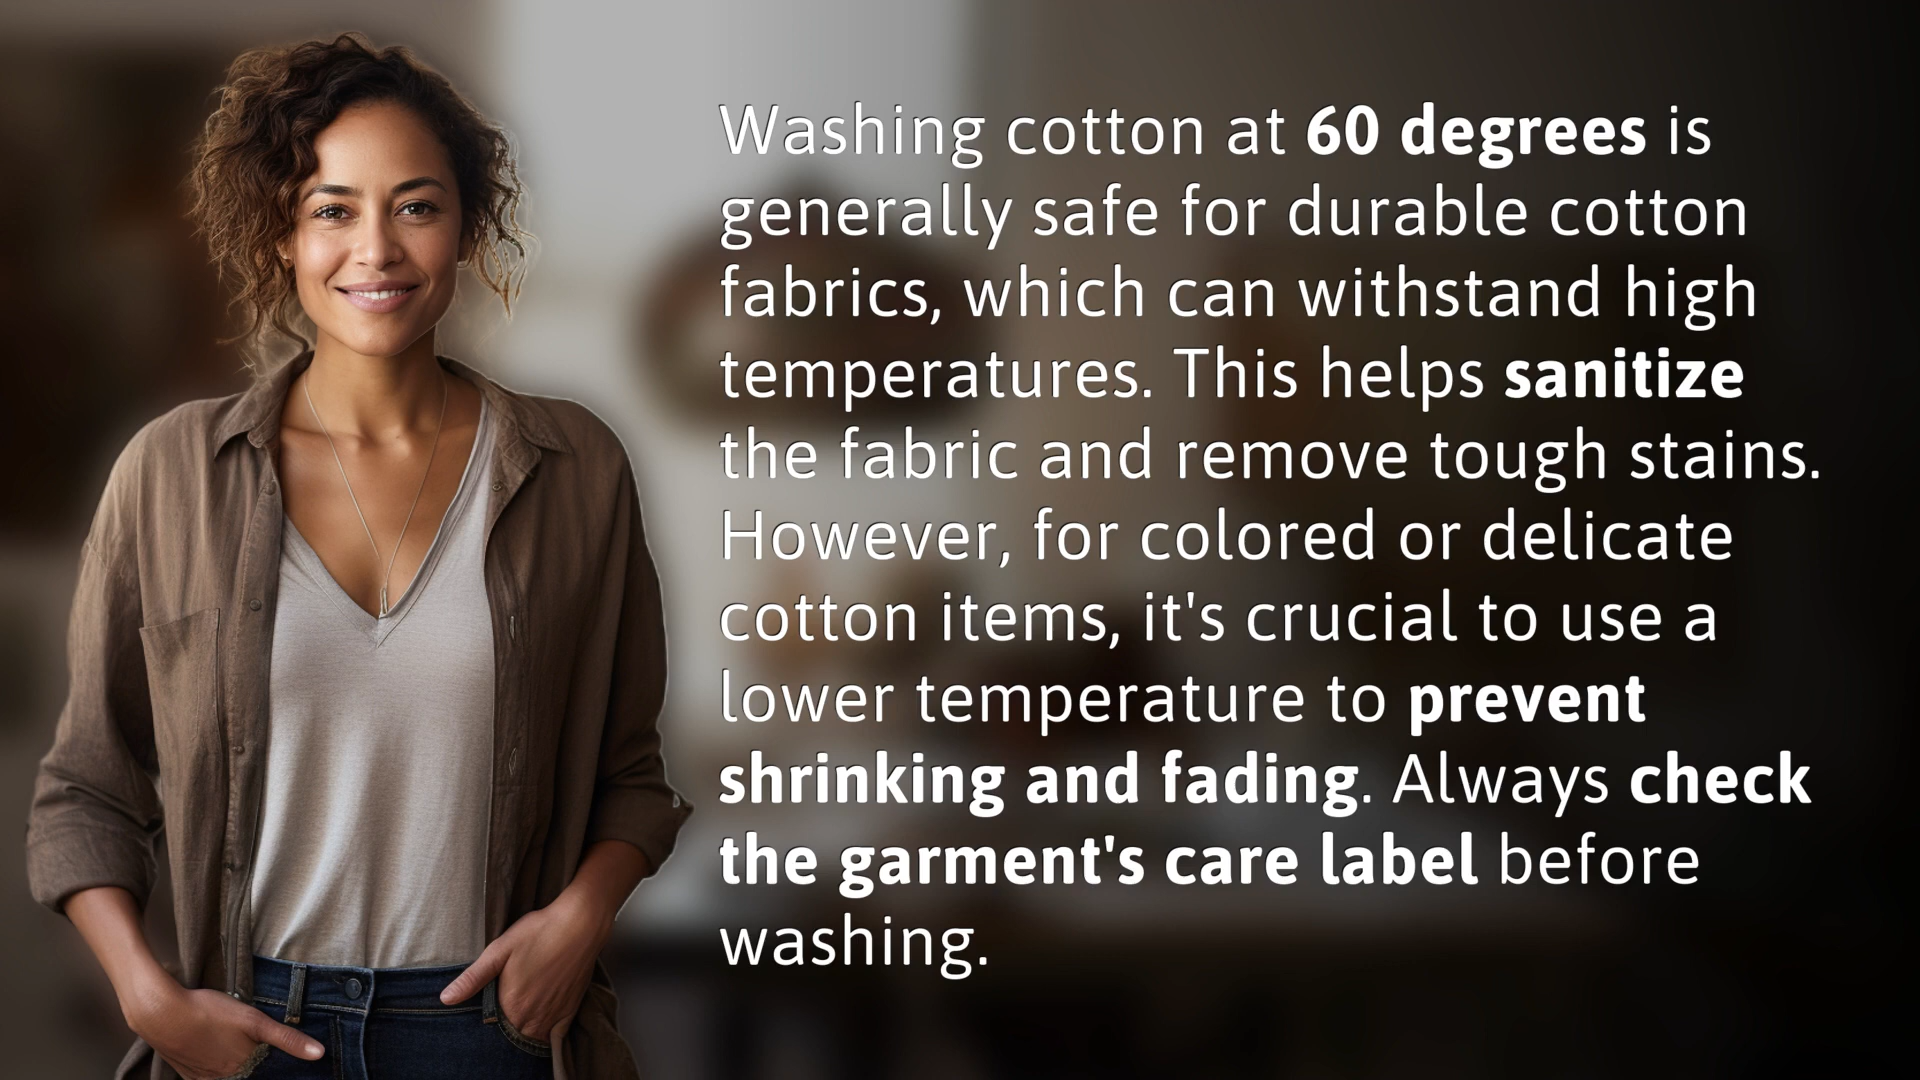 Washing cotton at 60 degrees is
generally safe for durable cotton
fabrics, which can withstand high
temperatures. This helps sanitize
the fabric and remove tough stains.
However, for colored or delicate
cotton items, it's crucial to use a
lower temperature to prevent
shrinking and fading. Always check
the garment's care label before
washing.